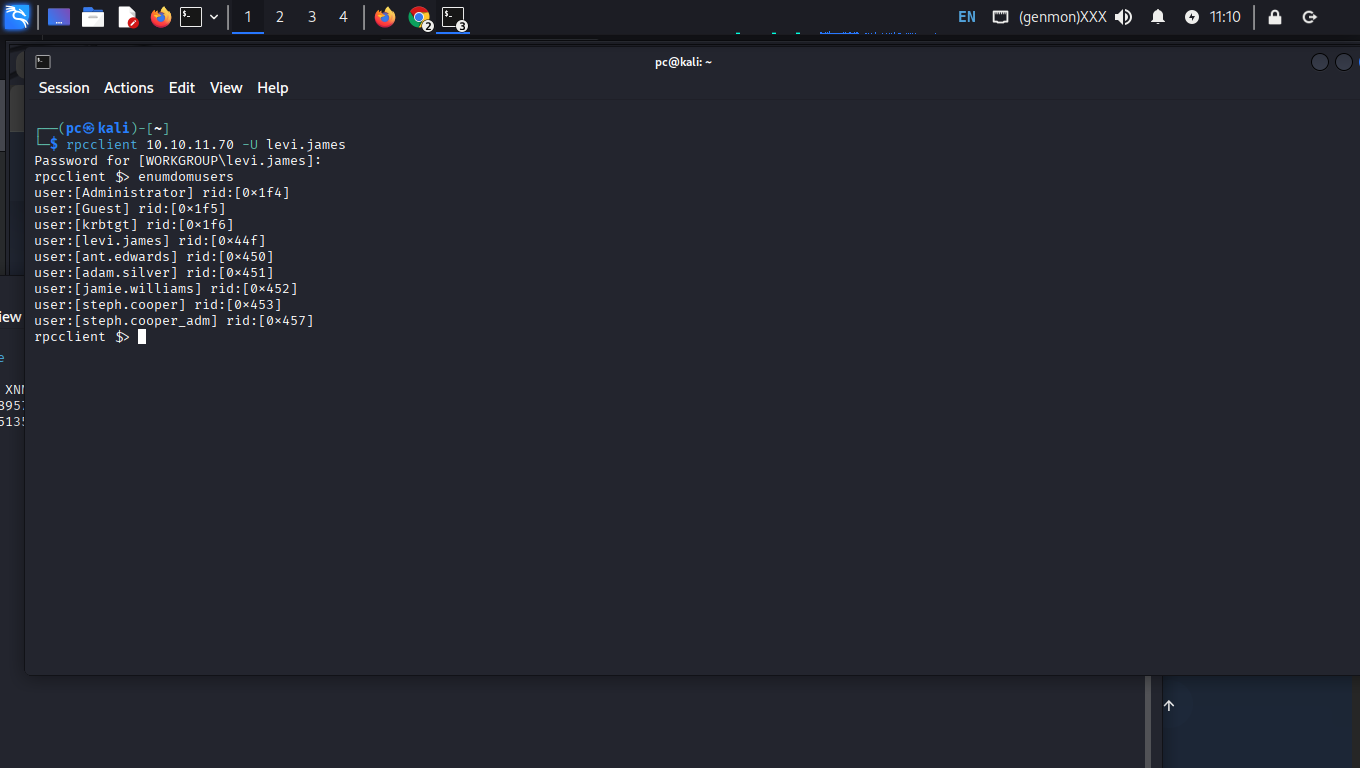 1 2 3 4 2 3 EN (genmon)XXX 11:10
pc@kali: ~
Session Actions Edit View Help
┌──(pc㉿kali)-[~]
└─$ rpcclient 10.10.11.70 -U levi.james
Password for [WORKGROUP\levi.james]:
rpcclient $> enumdomusers
user:[Administrator] rid:[0×1f4]
user:[Guest] rid:[0×1f5]
user:[krbtgt] rid:[0×1f6]
user:[levi.james] rid:[0×44f]
user:[ant.edwards] rid:[0×450]
user:[adam.silver] rid:[0×451]
user:[jamie.williams] rid:[0×452]
user:[steph.cooper] rid:[0×453]
user:[steph.cooper_adm] rid:[0×457]
rpcclient $>